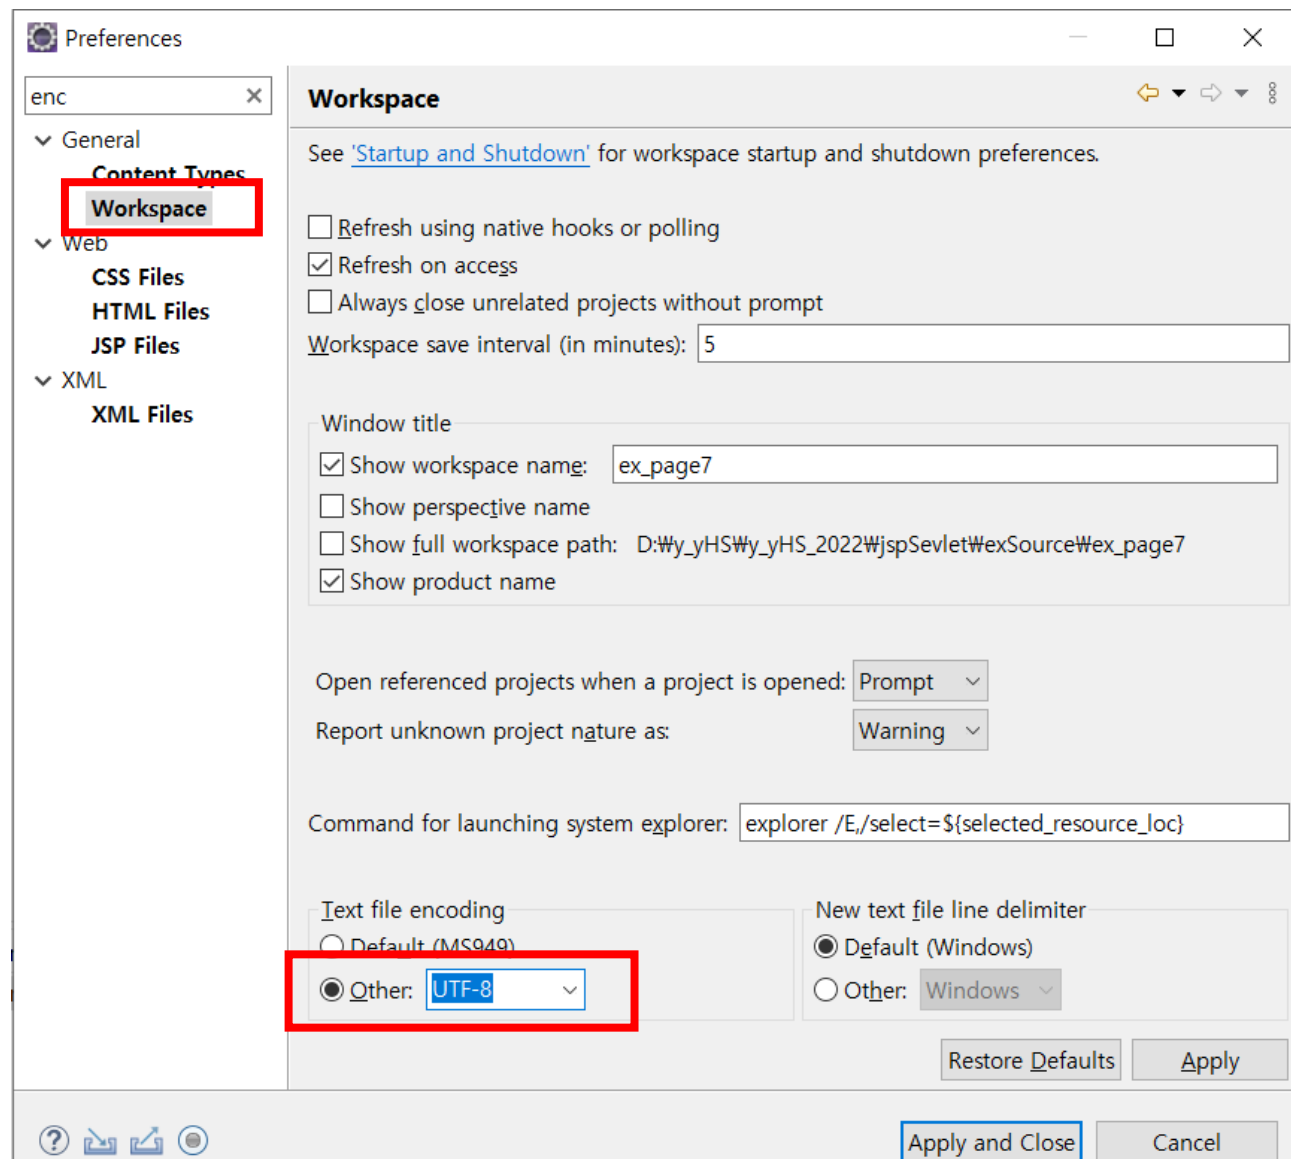 Preferences
enc
Workspace
General
Content Types
Workspace
Web
CSS Files
HTML Files
JSP Files
XML
XML Files
See 'Startup and Shutdown' for workspace startup and shutdown preferences.
Refresh using native hooks or polling
Refresh on access
Always close unrelated projects without prompt
Workspace save interval (in minutes): 5
Window title
Show workspace name: ex_page7
Show perspective name
Show full workspace path: D:₩y_yHS₩y_yHS_2022₩jspSevlet₩exSource₩ex_page7
Show product name
Open referenced projects when a project is opened: Prompt
Report unknown project nature as: Warning
Command for launching system explorer: explorer /E,/select=${selected_resource_loc}
Text file encoding
Default (MS949)
Other: UTF-8
New text file line delimiter
Default (Windows)
Other: Windows
Restore Defaults Apply
Apply and Close Cancel